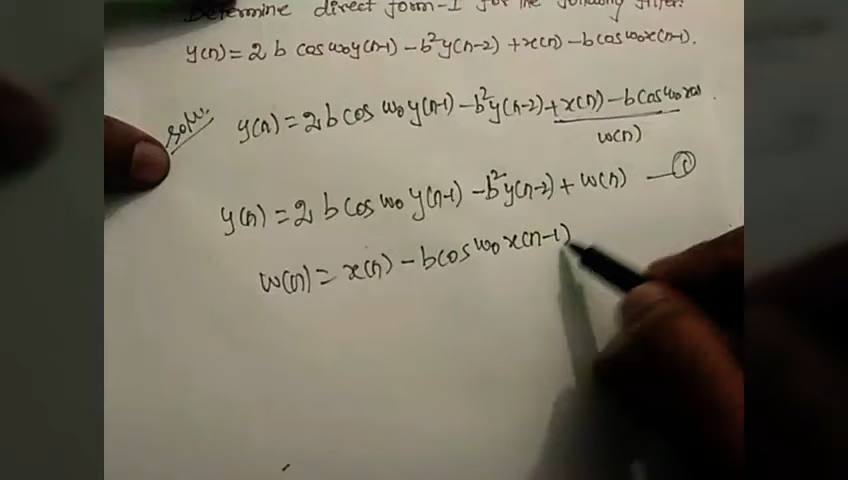 Determine direct form-I for the following filter.
y(n) = 2 b cos ω₀ y(n-1) - b² y(n-2) + x(n) - b cos ω₀ x(n-1).
soln.
y(n) = 2 b cos ω₀ y(n-1) - b² y(n-2) + x(n) - b cos ω₀
w(n)
y(n) = 2 b cos ω₀ y(n-1) - b² y(n-2) + w(n) — ①
w(n) = x(n) - b cos ω₀ x(n-1)